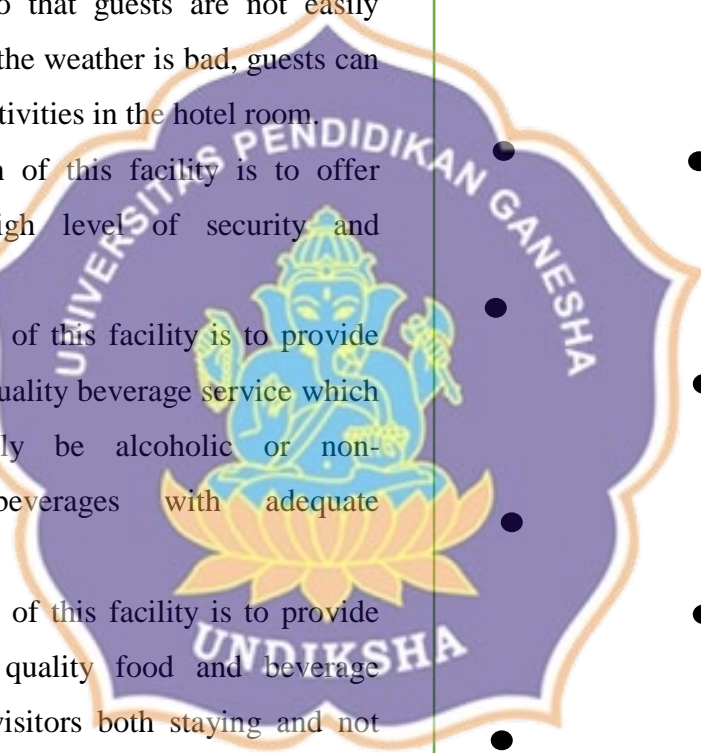 that guests are not easily
the weather is bad, guests can
tivities in the hotel room.
UNIVERSITAS PENDIDIKAN GANESHA
of this facility is to offer
igh level of security and
of this facility is to provide
uality beverage service which
ly be alcoholic or non-
beverages with adequate
of this facility is to provide
quality food and beverage
UNDIKSHA
visitors both staying and not